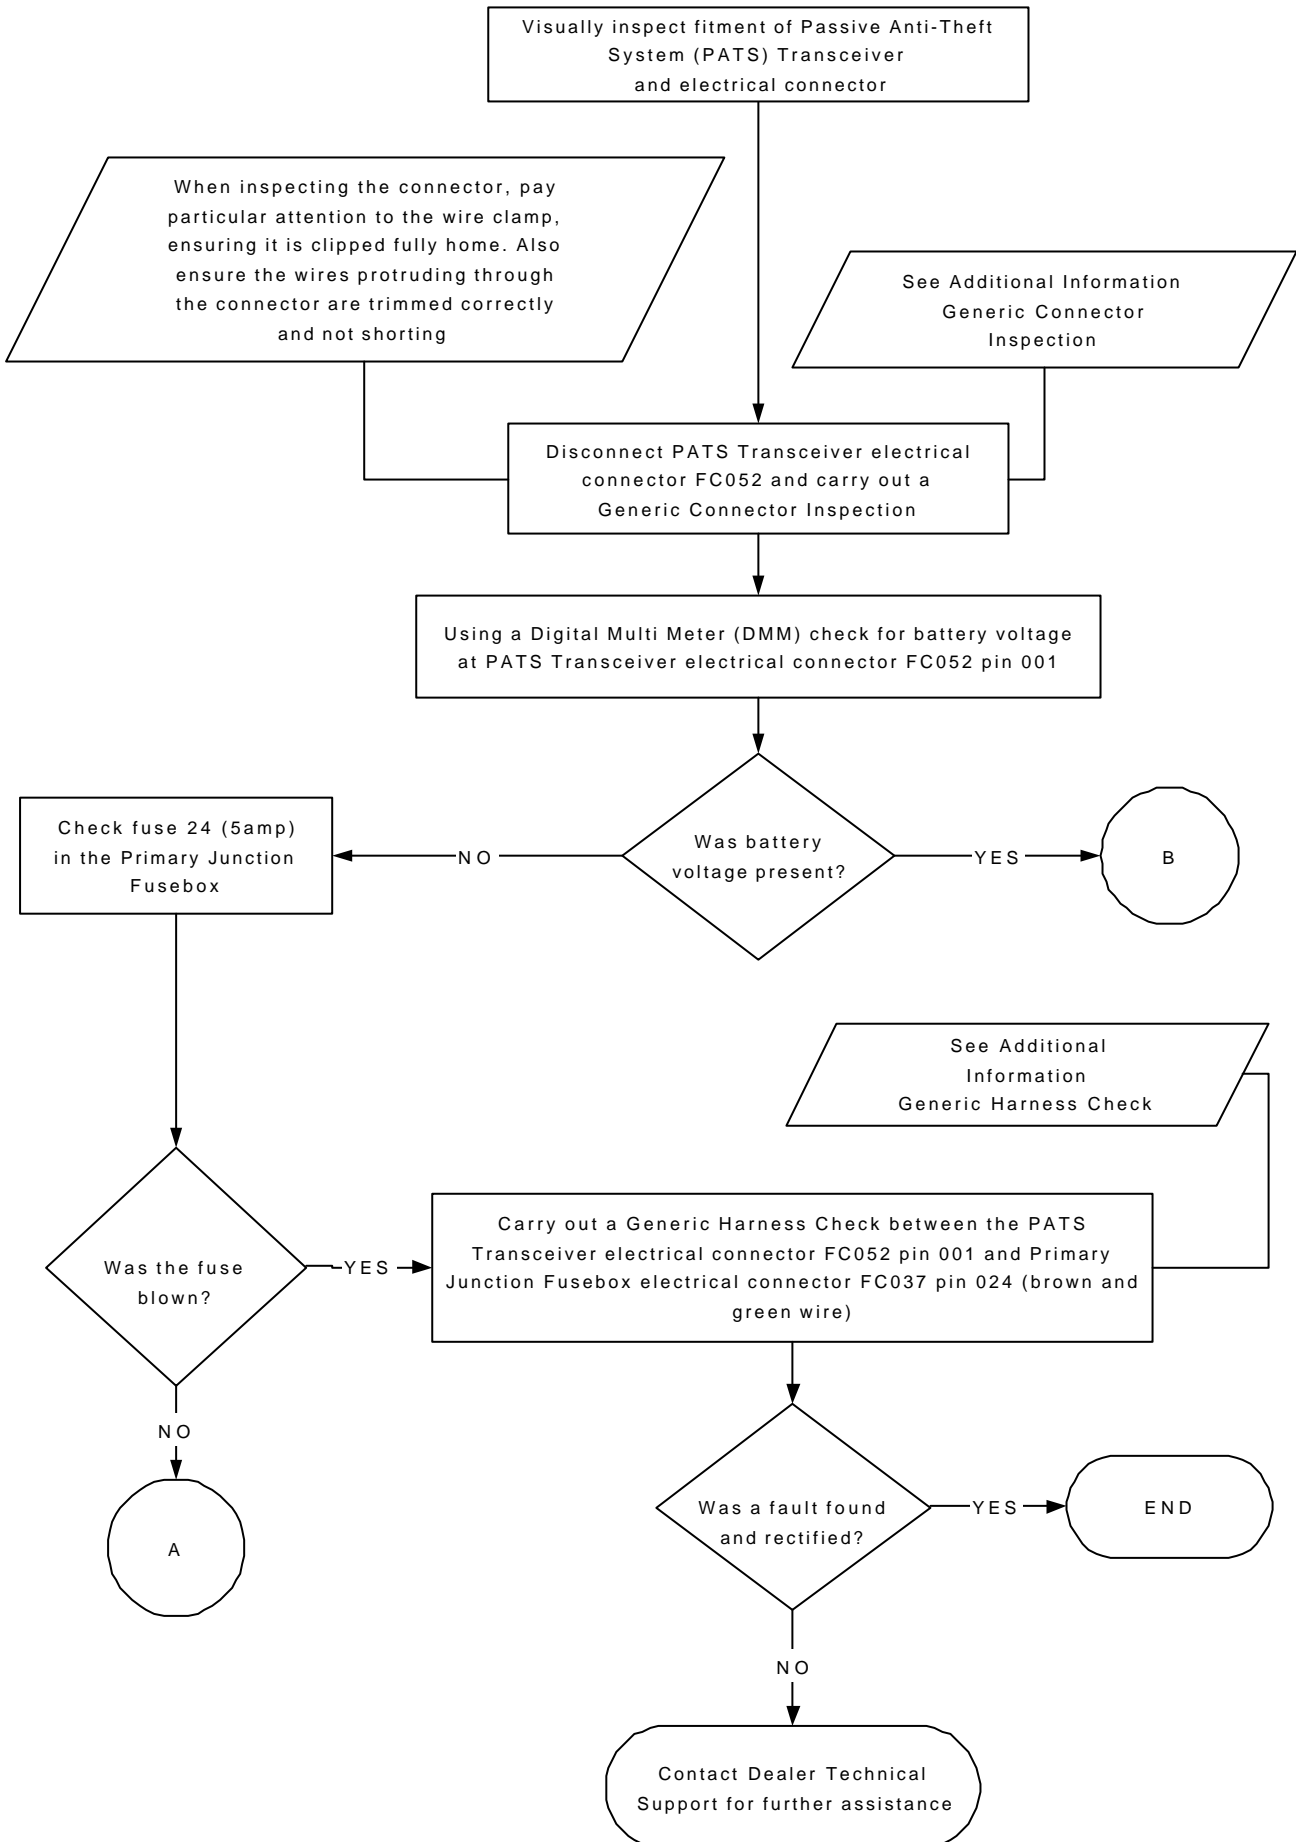 Visually inspect fitment of Passive Anti-Theft
System (PATS) Transceiver
and electrical connector
When inspecting the connector, pay
particular attention to the wire clamp,
ensuring it is clipped fully home. Also
ensure the wires protruding through
the connector are trimmed correctly
and not shorting
See Additional Information
Generic Connector
Inspection
Disconnect PATS Transceiver electrical
connector FC052 and carry out a
Generic Connector Inspection
Using a Digital Multi Meter (DMM) check for battery voltage
at PATS Transceiver electrical connector FC052 pin 001
Was battery
voltage present?
NO
YES
B
Check fuse 24 (5amp)
in the Primary Junction
Fusebox
See Additional
Information
Generic Harness Check
Was the fuse
blown?
YES
Carry out a Generic Harness Check between the PATS
Transceiver electrical connector FC052 pin 001 and Primary
Junction Fusebox electrical connector FC037 pin 024 (brown and
green wire)
NO
A
Was a fault found
and rectified?
YES
END
NO
Contact Dealer Technical
Support for further assistance